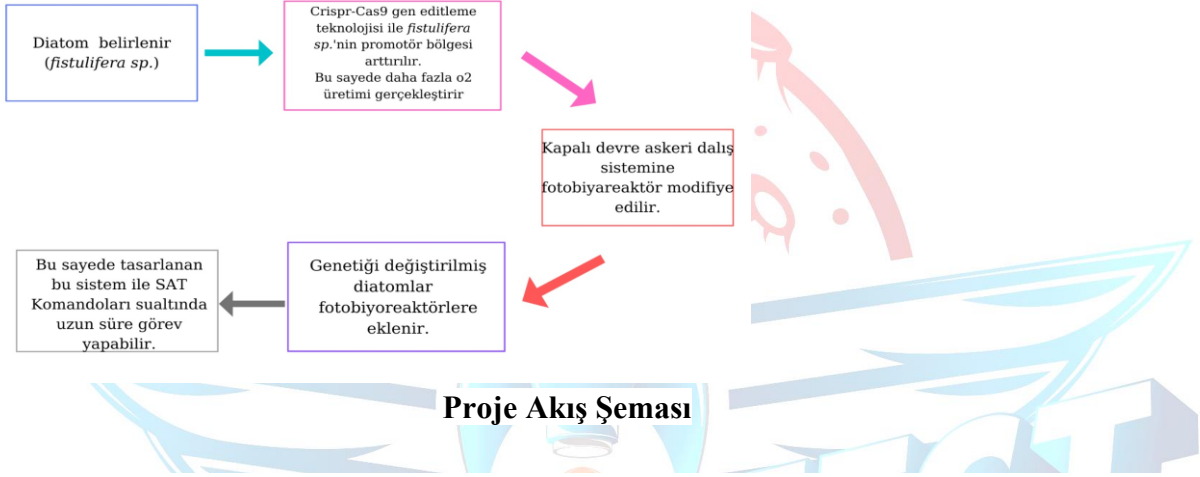 Diatom belirlenir
(fistulifera sp.)
Crispr-Cas9 gen editleme
teknolojisi ile fistulifera
sp.'nin promotör bölgesi
arttırılır.
Bu sayede daha fazla o2
üretimi gerçekleştirir
Kapalı devre askeri dalış
sistemine
fotobiyareaktör modifiye
edilir.
Genetiği değiştirilmiş
diatomlar
fotobiyoreaktörlere
eklenir.
Bu sayede tasarlanan
bu sistem ile SAT
Komandoları sualtında
uzun süre görev
yapabilir.
Proje Akış Şeması